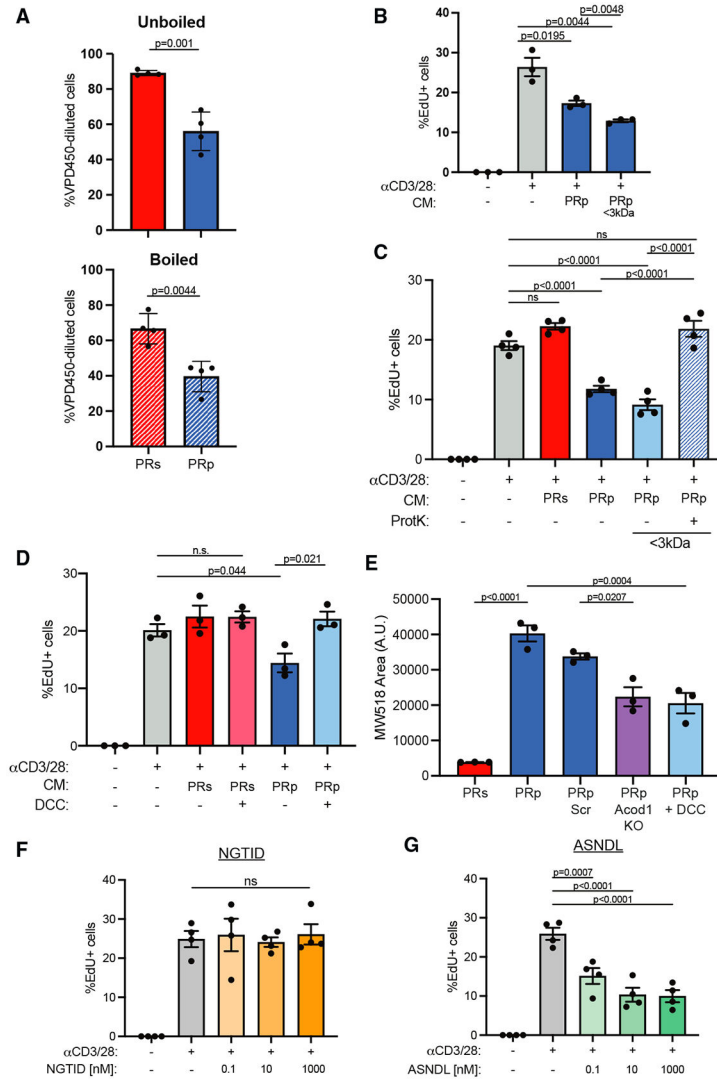 A
Unboiled
p=0.001
%VPD450-diluted cells
100
80
60
40
20
0
Boiled
p=0.0044
%VPD450-diluted cells
100
80
60
40
20
0
PRs PRp
B
p=0.0048
p=0.0044
p=0.0195
%EdU+ cells
40
30
20
10
0
αCD3/28: - + + +
CM: - - PRp PRp
<3kDa
C
ns
p<0.0001
p<0.0001
p<0.0001
p<0.0001
ns
%EdU+ cells
30
20
10
0
αCD3/28: - + + + + +
CM: - - PRs PRp PRp PRp
ProtK: - - - - - +
<3kDa
D
n.s.
p=0.021
p=0.044
%EdU+ cells
30
20
10
0
αCD3/28: - + + + + +
CM: - - PRs PRs PRp PRp
DCC: - - - + - +
E
p=0.0004
p<0.0001
p=0.0207
MW518 Area (A.U.)
50000
40000
30000
20000
10000
0
PRs PRp PRp PRp PRp
Scr Acod1 + DCC
KO
F
NGTID
ns
%EdU+ cells
40
30
20
10
0
αCD3/28: - + + + +
NGTID [nM]: - - 0.1 10 1000
G
ASNDL
p=0.0007
p<0.0001
p<0.0001
%EdU+ cells
40
30
20
10
0
αCD3/28: - + + + +
ASNDL [nM]: - - 0.1 10 1000